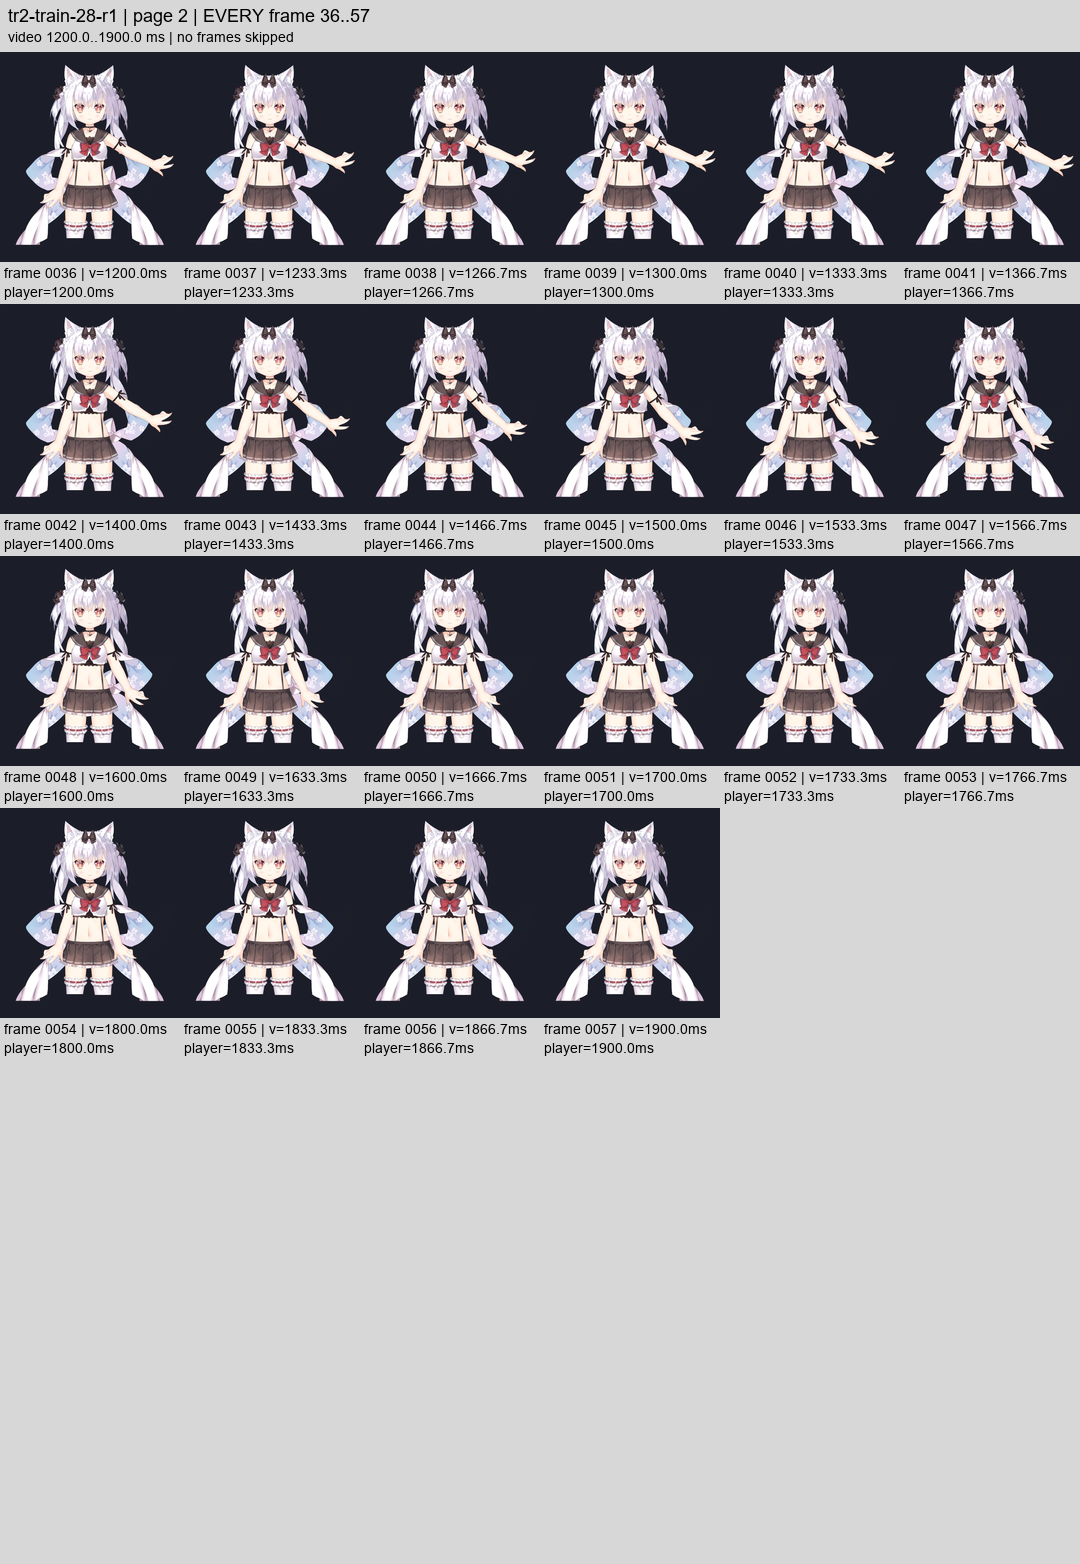 tr2-train-28-r1 | page 2 | EVERY frame 36..57
video 1200.0..1900.0 ms | no frames skipped
frame 0036 | v=1200.0ms frame 0037 | v=1233.3ms frame 0038 | v=1266.7ms frame 0039 | v=1300.0ms frame 0040 | v=1333.3ms frame 0041 | v=1366.7ms
player=1200.0ms player=1233.3ms player=1266.7ms player=1300.0ms player=1333.3ms player=1366.7ms
frame 0042 | v=1400.0ms frame 0043 | v=1433.3ms frame 0044 | v=1466.7ms frame 0045 | v=1500.0ms frame 0046 | v=1533.3ms frame 0047 | v=1566.7ms
player=1400.0ms player=1433.3ms player=1466.7ms player=1500.0ms player=1533.3ms player=1566.7ms
frame 0048 | v=1600.0ms frame 0049 | v=1633.3ms frame 0050 | v=1666.7ms frame 0051 | v=1700.0ms frame 0052 | v=1733.3ms frame 0053 | v=1766.7ms
player=1600.0ms player=1633.3ms player=1666.7ms player=1700.0ms player=1733.3ms player=1766.7ms
frame 0054 | v=1800.0ms frame 0055 | v=1833.3ms frame 0056 | v=1866.7ms frame 0057 | v=1900.0ms
player=1800.0ms player=1833.3ms player=1866.7ms player=1900.0ms